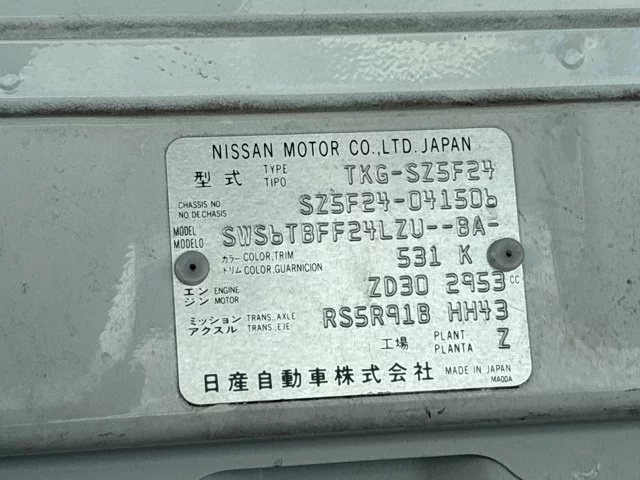 NISSAN MOTOR CO.,LTD. JAPAN
型式 TYPE TIPO TKG-SZ5F24
CHASSIS NO. NO. DE CHASIS SZ5F24-041506
MODEL MODELO SWS6TBFF24LZU--BA-
カラー COLOR,TRIM 531 K
トリム COLOR,GUARNICION
エンジン ENGINE MOTOR ZD30 2953 CC
ミッション TRANS.,AXLE RS5R91B HH43
アクスル TRANS.,EJE
工場 PLANT PLANTA Z
日産自動車株式会社 MADE IN JAPAN
MA00A